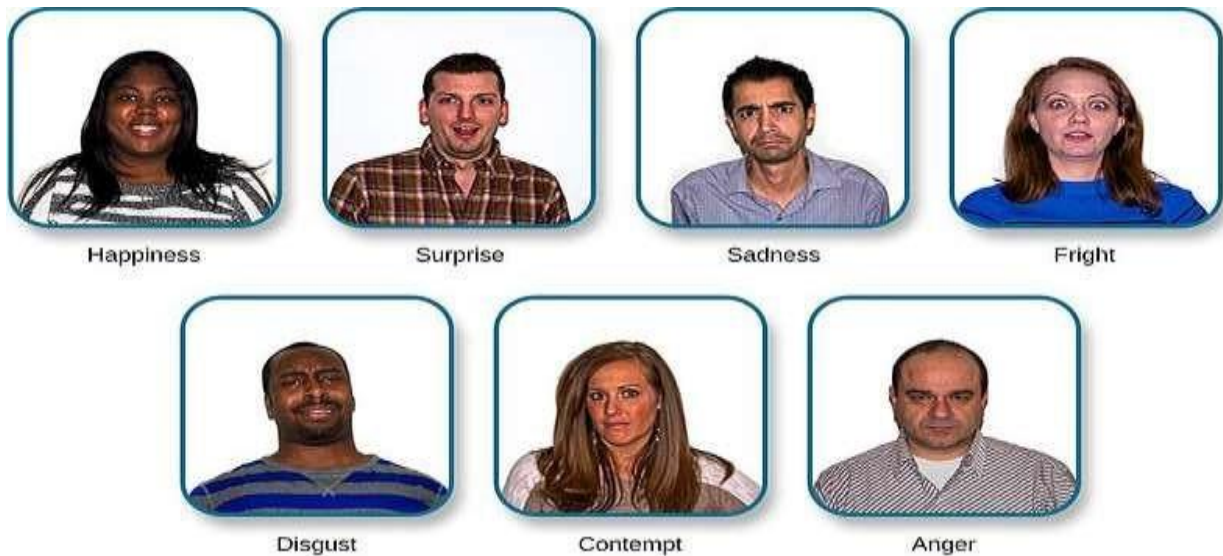 Happiness
Surprise
Sadness
Fright
Disgust
Contempt
Anger